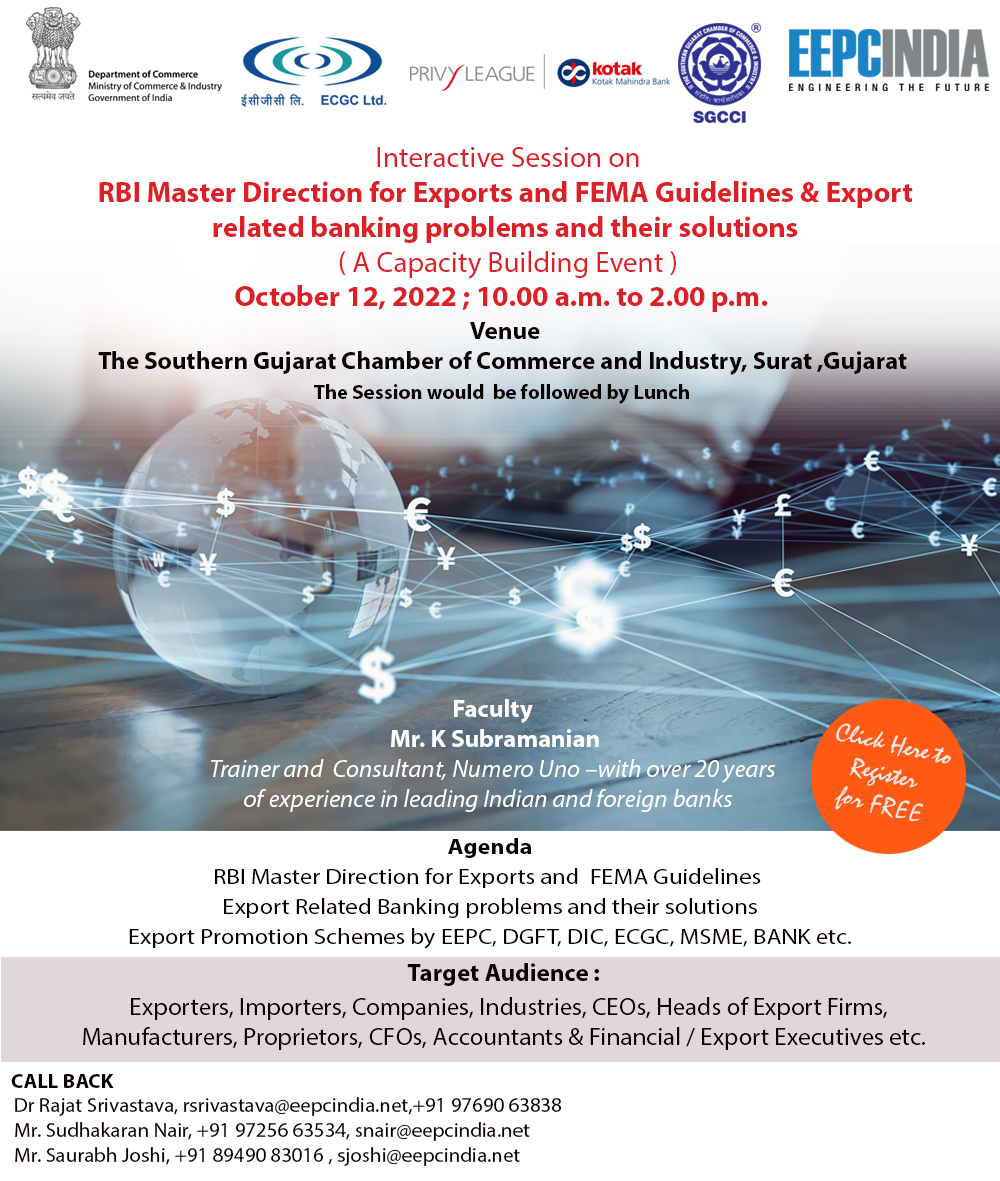 सत्यमेव जयते
Department of Commerce
Ministry of Commerce & Industry
Government of India
ईसीजीसी लि. ECGC Ltd.
PRIVY LEAGUE
kotak
Kotak Mahindra Bank
THE SOUTHERN GUJARAT CHAMBER OF COMMERCE & INDUSTRY
®
SGCCI
EEPCINDIA
ENGINEERING THE FUTURE
Interactive Session on
RBI Master Direction for Exports and FEMA Guidelines & Export
related banking problems and their solutions
( A Capacity Building Event )
October 12, 2022 ; 10.00 a.m. to 2.00 p.m.
Venue
The Southern Gujarat Chamber of Commerce and Industry, Surat ,Gujarat
The Session would be followed by Lunch
Faculty
Mr. K Subramanian
Trainer and Consultant, Numero Uno –with over 20 years
of experience in leading Indian and foreign banks
Click Here to
Register
for FREE
Agenda
RBI Master Direction for Exports and FEMA Guidelines
Export Related Banking problems and their solutions
Export Promotion Schemes by EEPC, DGFT, DIC, ECGC, MSME, BANK etc.
Target Audience :
Exporters, Importers, Companies, Industries, CEOs, Heads of Export Firms,
Manufacturers, Proprietors, CFOs, Accountants & Financial / Export Executives etc.
CALL BACK
Dr Rajat Srivastava, rsrivastava@eepcindia.net,+91 97690 63838
Mr. Sudhakaran Nair, +91 97256 63534, snair@eepcindia.net
Mr. Saurabh Joshi, +91 89490 83016 , sjoshi@eepcindia.net